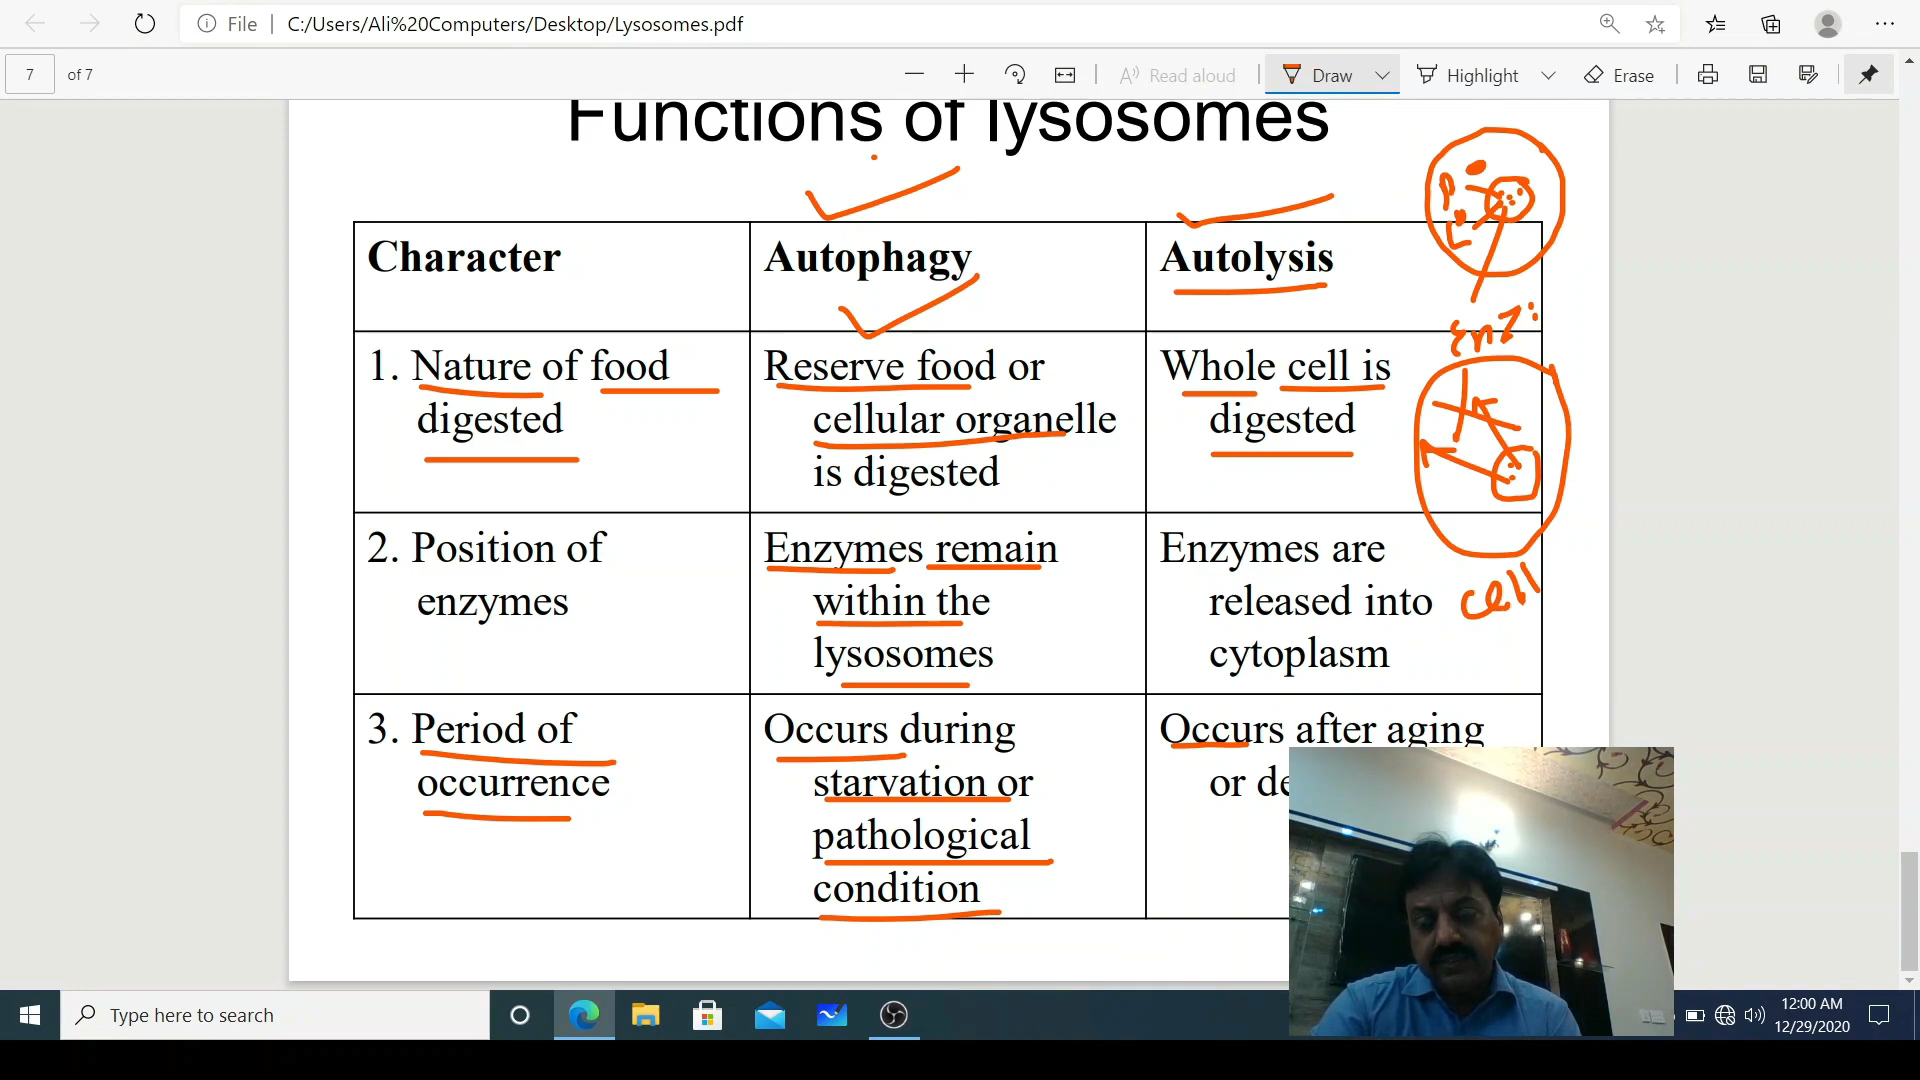 File
C:/Users/Ali%20Computers/Desktop/Lysosomes.pdf
7 of 7
Read aloud
Draw
Highlight
Erase
Functions of lysosomes
Character
Autophagy
Autolysis
Enz:
1. Nature of food
digested
Reserve food or
cellular organelle
is digested
Whole cell is
digested
2. Position of
enzymes
Enzymes remain
within the
lysosomes
Enzymes are
released into
cytoplasm
cell
3. Period of
occurrence
Occurs during
starvation or
pathological
condition
Occurs after aging
or
Type here to search
12:00 AM
12/29/2020